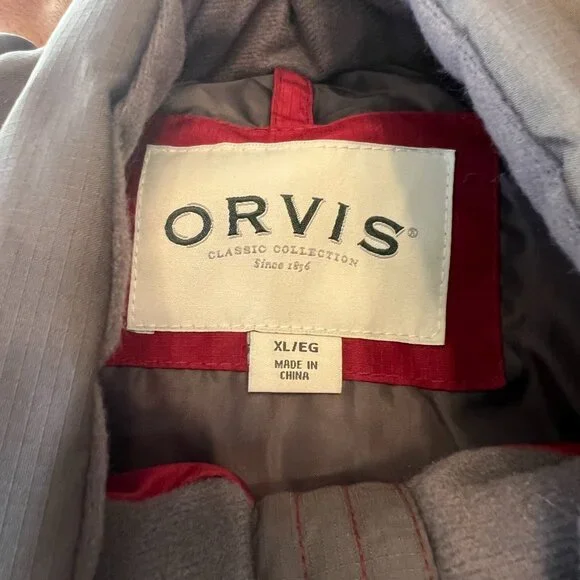 ORVIS®
CLASSIC COLLECTION
Since 1856
XL/EG
MADE IN
CHINA